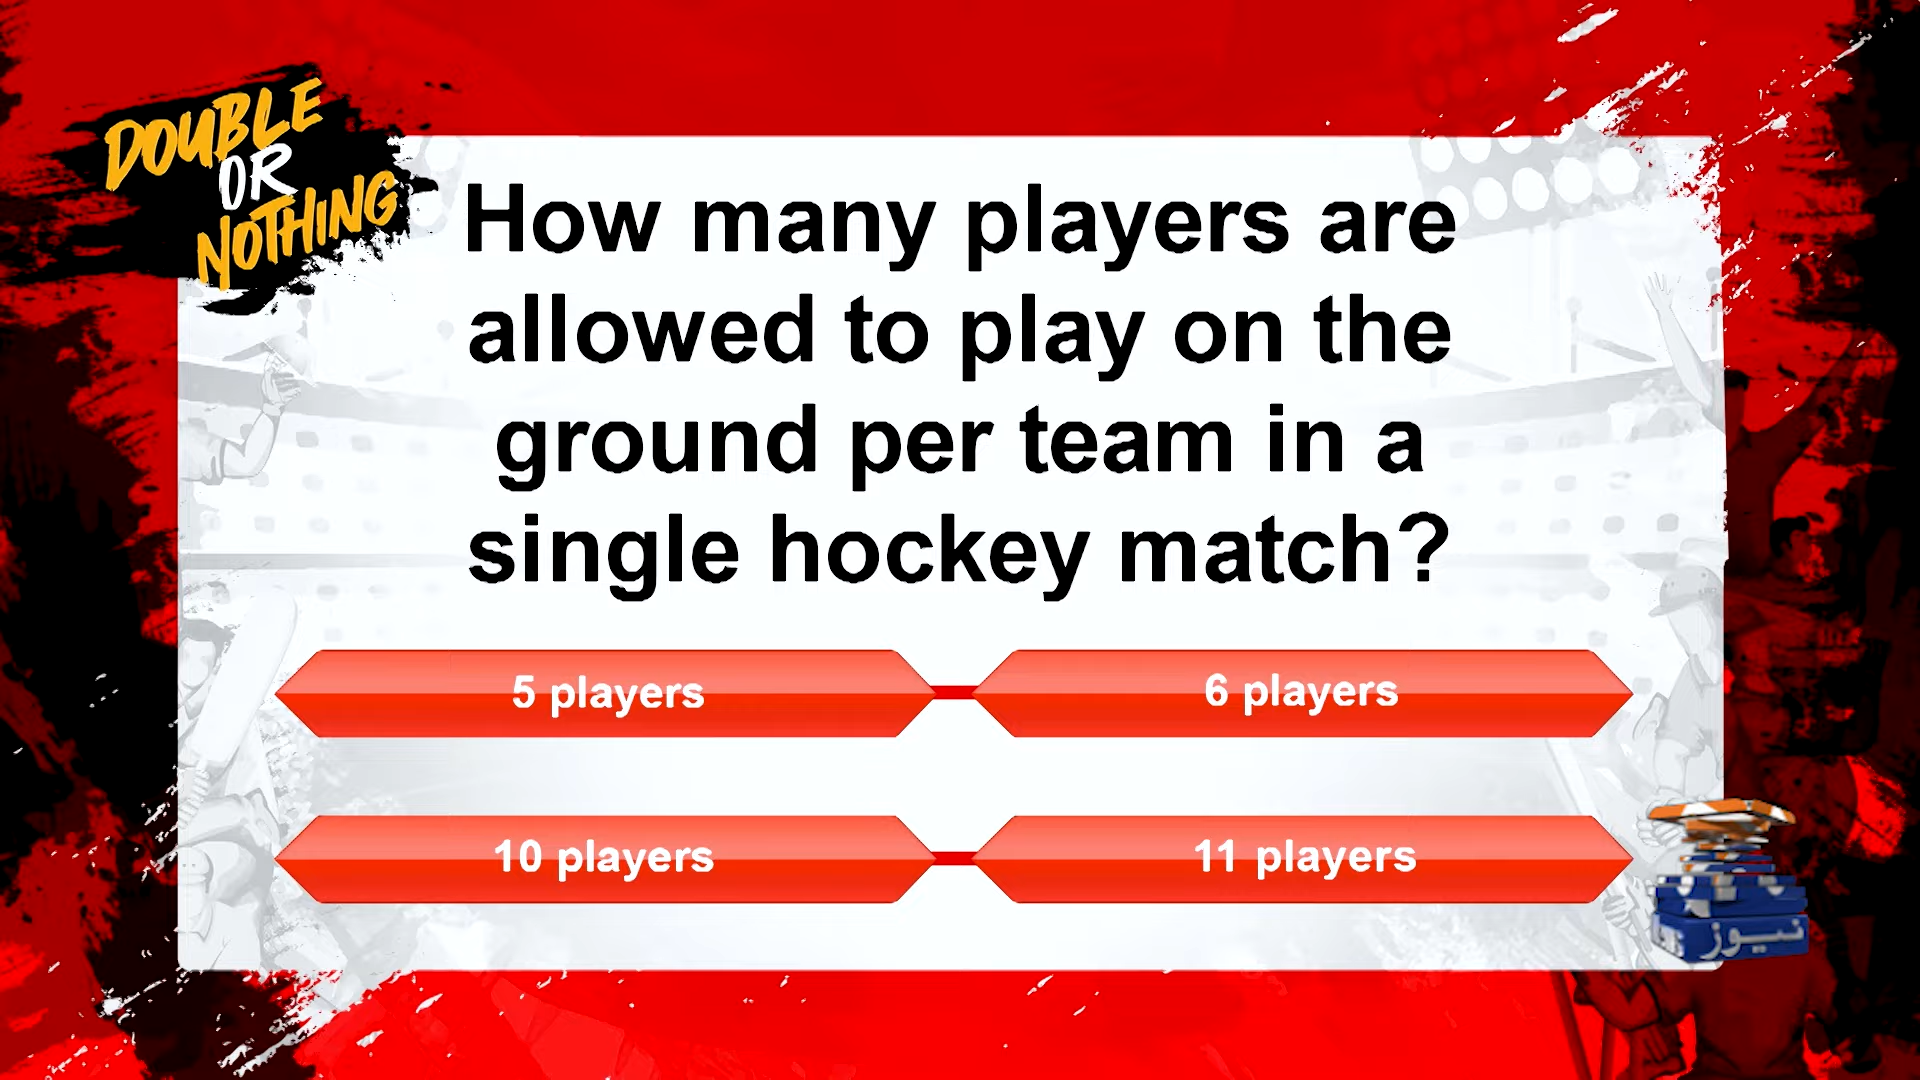 DOUBLE
OR
NOTHING
How many players are
allowed to play on the
ground per team in a
single hockey match?
5 players
6 players
10 players
11 players
نیوز